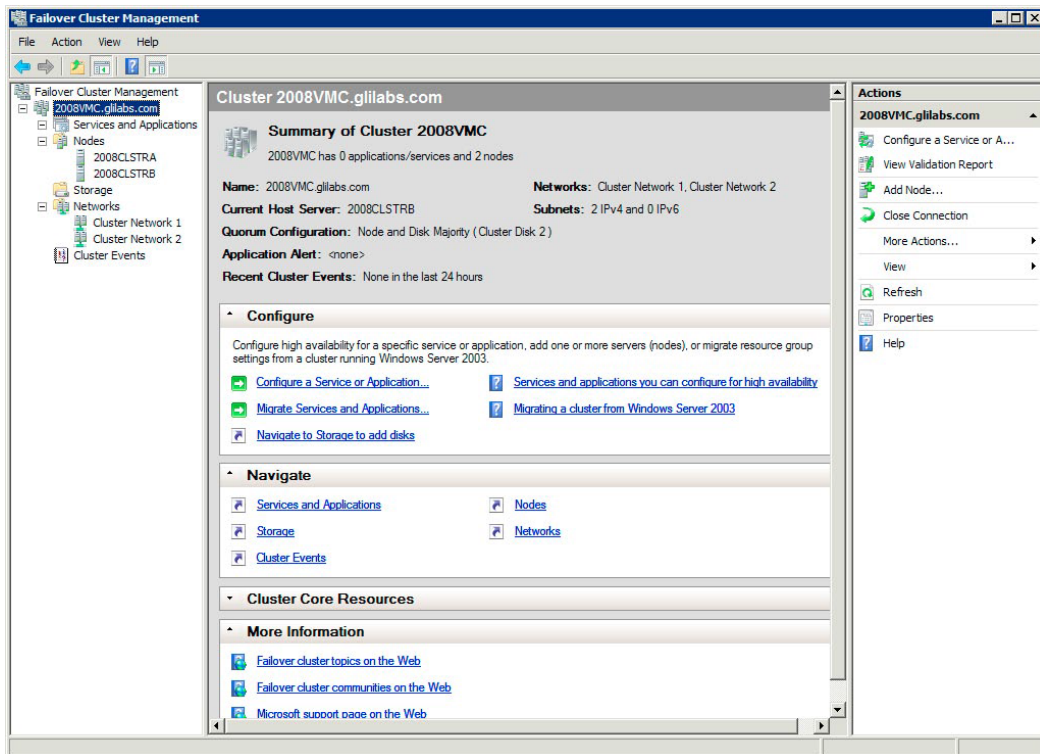 Failover Cluster Management
File Action View Help
Failover Cluster Management
2008VMC.glilabs.com
Services and Applications
Nodes
2008CLSTRA
2008CLSTRB
Storage
Networks
Cluster Network 1
Cluster Network 2
Cluster Events
Cluster 2008VMC.glilabs.com
Summary of Cluster 2008VMC
2008VMC has 0 applications/services and 2 nodes
Name: 2008VMC.glilabs.com Networks: Cluster Network 1, Cluster Network 2
Current Host Server: 2008CLSTRB Subnets: 2 IPv4 and 0 IPv6
Quorum Configuration: Node and Disk Majority (Cluster Disk 2)
Application Alert: <none>
Recent Cluster Events: None in the last 24 hours
Configure
Configure high availability for a specific service or application, add one or more servers (nodes), or migrate resource group
settings from a cluster running Windows Server 2003.
Configure a Service or Application... Services and applications you can configure for high availability
Migrate Services and Applications... Migrating a cluster from Windows Server 2003
Navigate to Storage to add disks
Navigate
Services and Applications Nodes
Storage Networks
Cluster Events
Cluster Core Resources
More Information
Failover cluster topics on the Web
Failover cluster communities on the Web
Microsoft support page on the Web
Actions
2008VMC.glilabs.com
Configure a Service or A...
View Validation Report
Add Node...
Close Connection
More Actions...
View
Refresh
Properties
Help